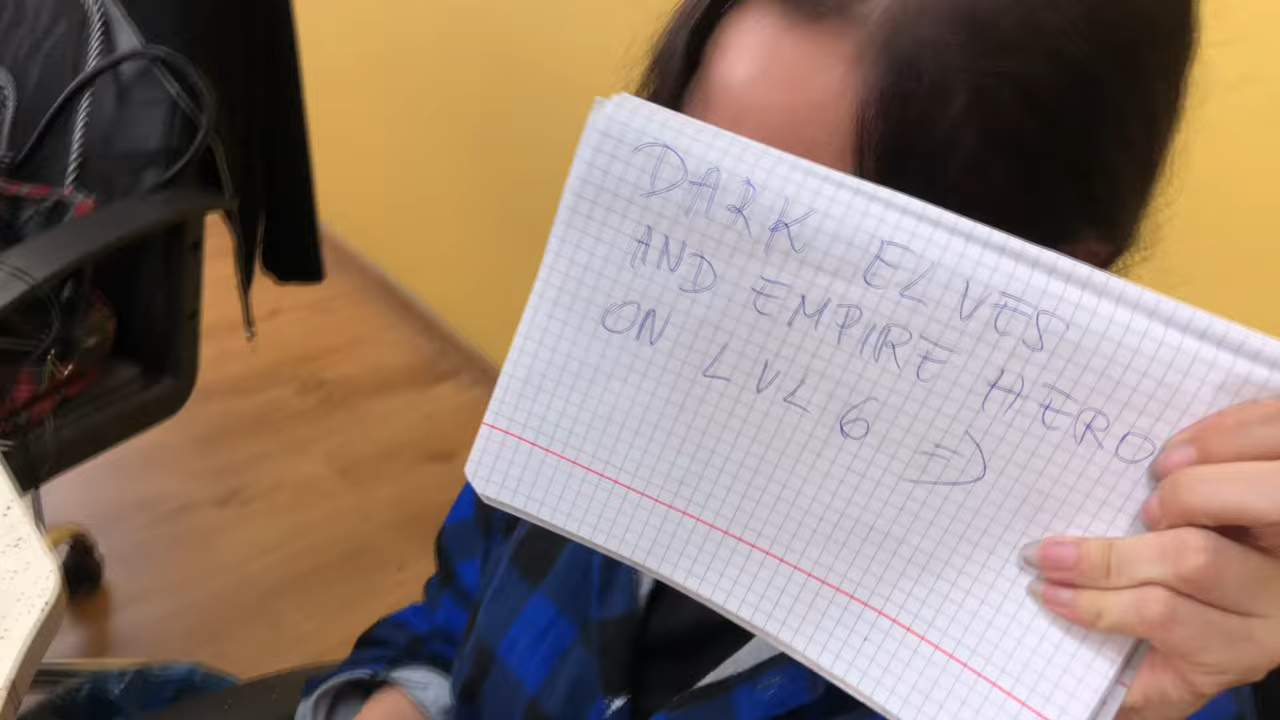 DARK ELVES
AND EMPIRE HERO
ON LVL 6 =)